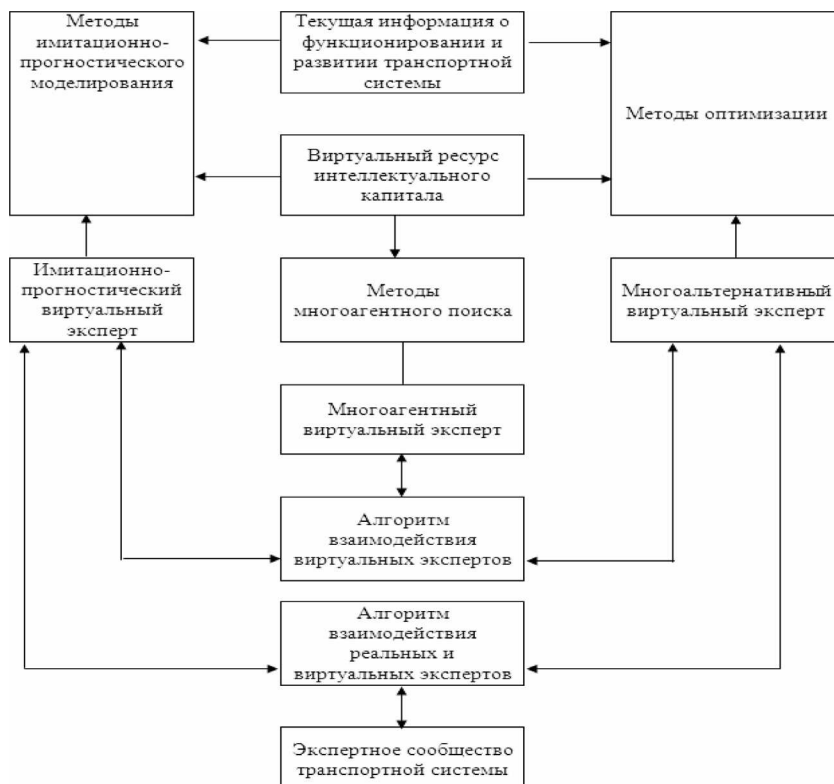 Методы
имитационно-
прогностического
моделирования
Текущая информация о
функционировании и
развитии транспортной
системы
Методы оптимизации
Виртуальный ресурс
интеллектуального
капитала
Имитационно-
прогностический
виртуальный
эксперт
Методы
многоагентного поиска
Многоальтернативный
виртуальный эксперт
Многоагентный
виртуальный эксперт
Алгоритм
взаимодействия
виртуальных экспертов
Алгоритм
взаимодействия
реальных и
виртуальных экспертов
Экспертное сообщество
транспортной системы